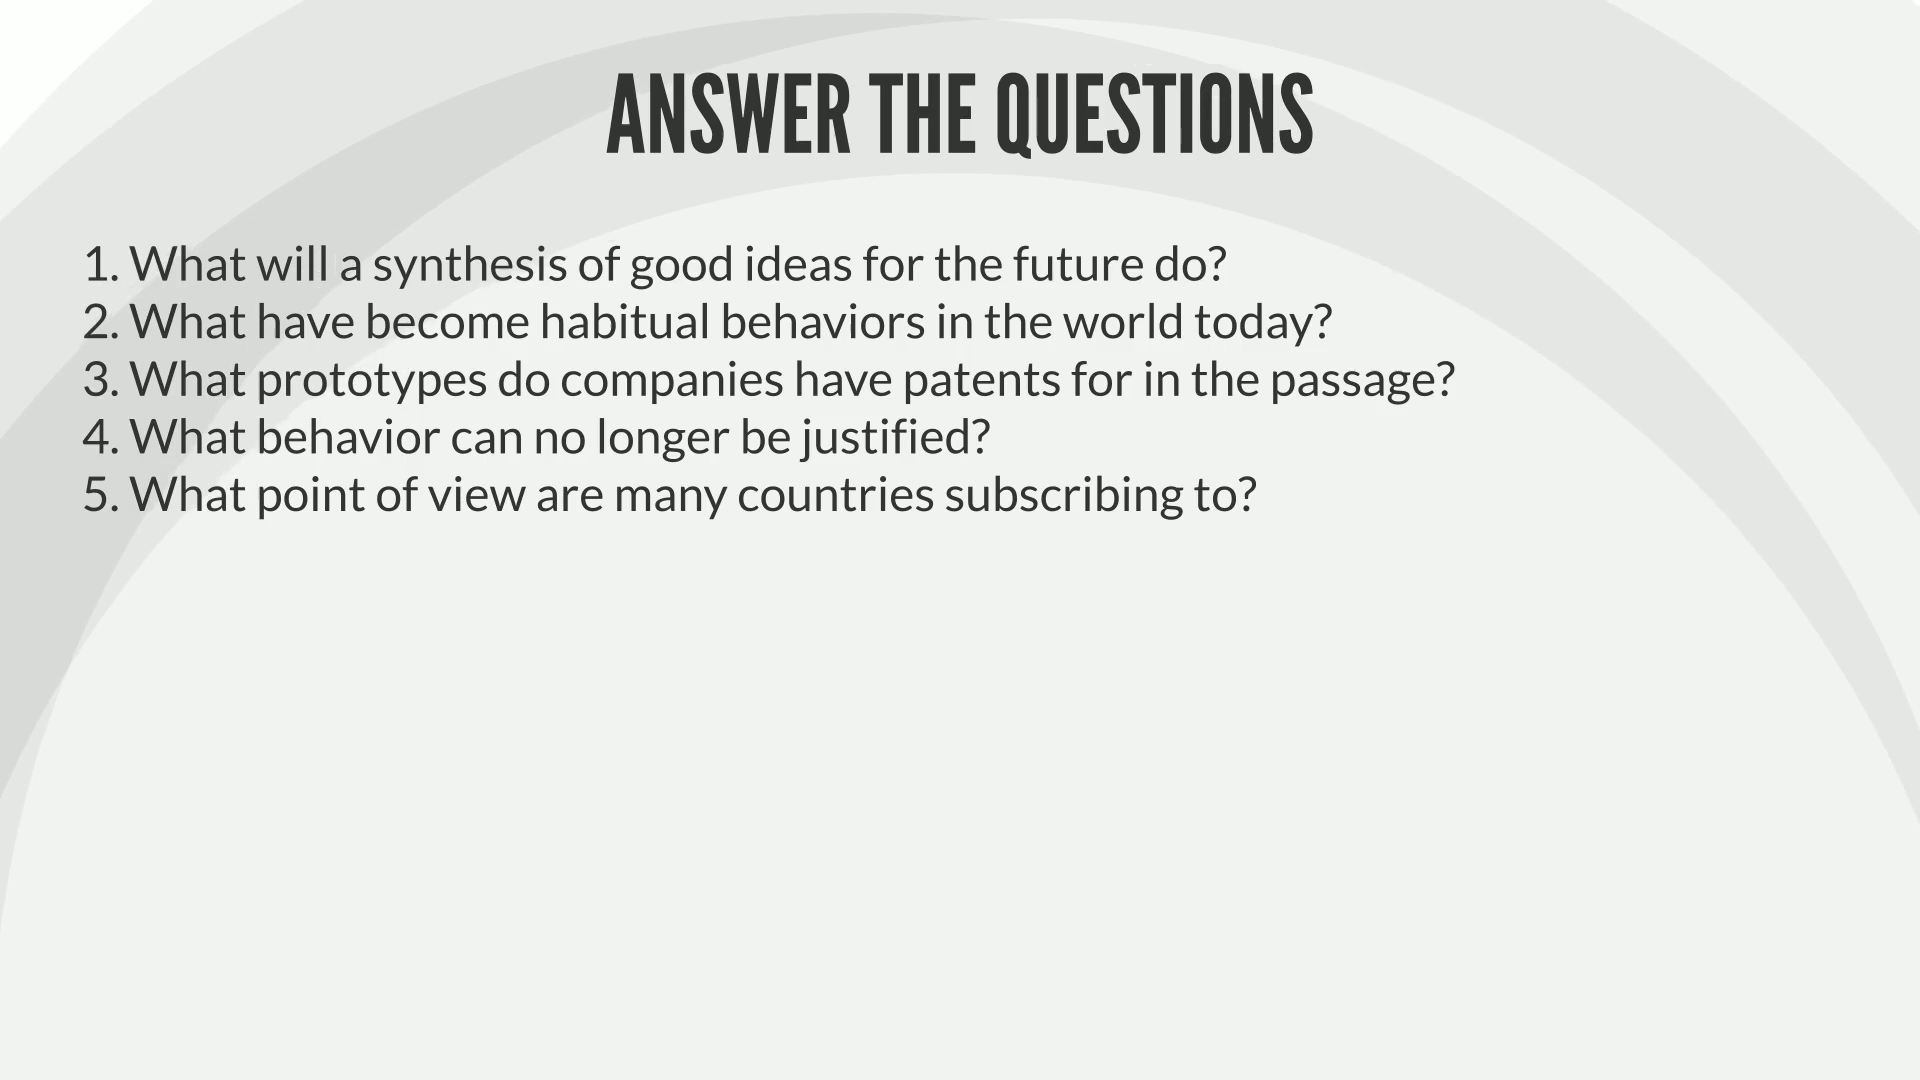 ANSWER THE QUESTIONS
1. What will a synthesis of good ideas for the future do?
2. What have become habitual behaviors in the world today?
3. What prototypes do companies have patents for in the passage?
4. What behavior can no longer be justified?
5. What point of view are many countries subscribing to?